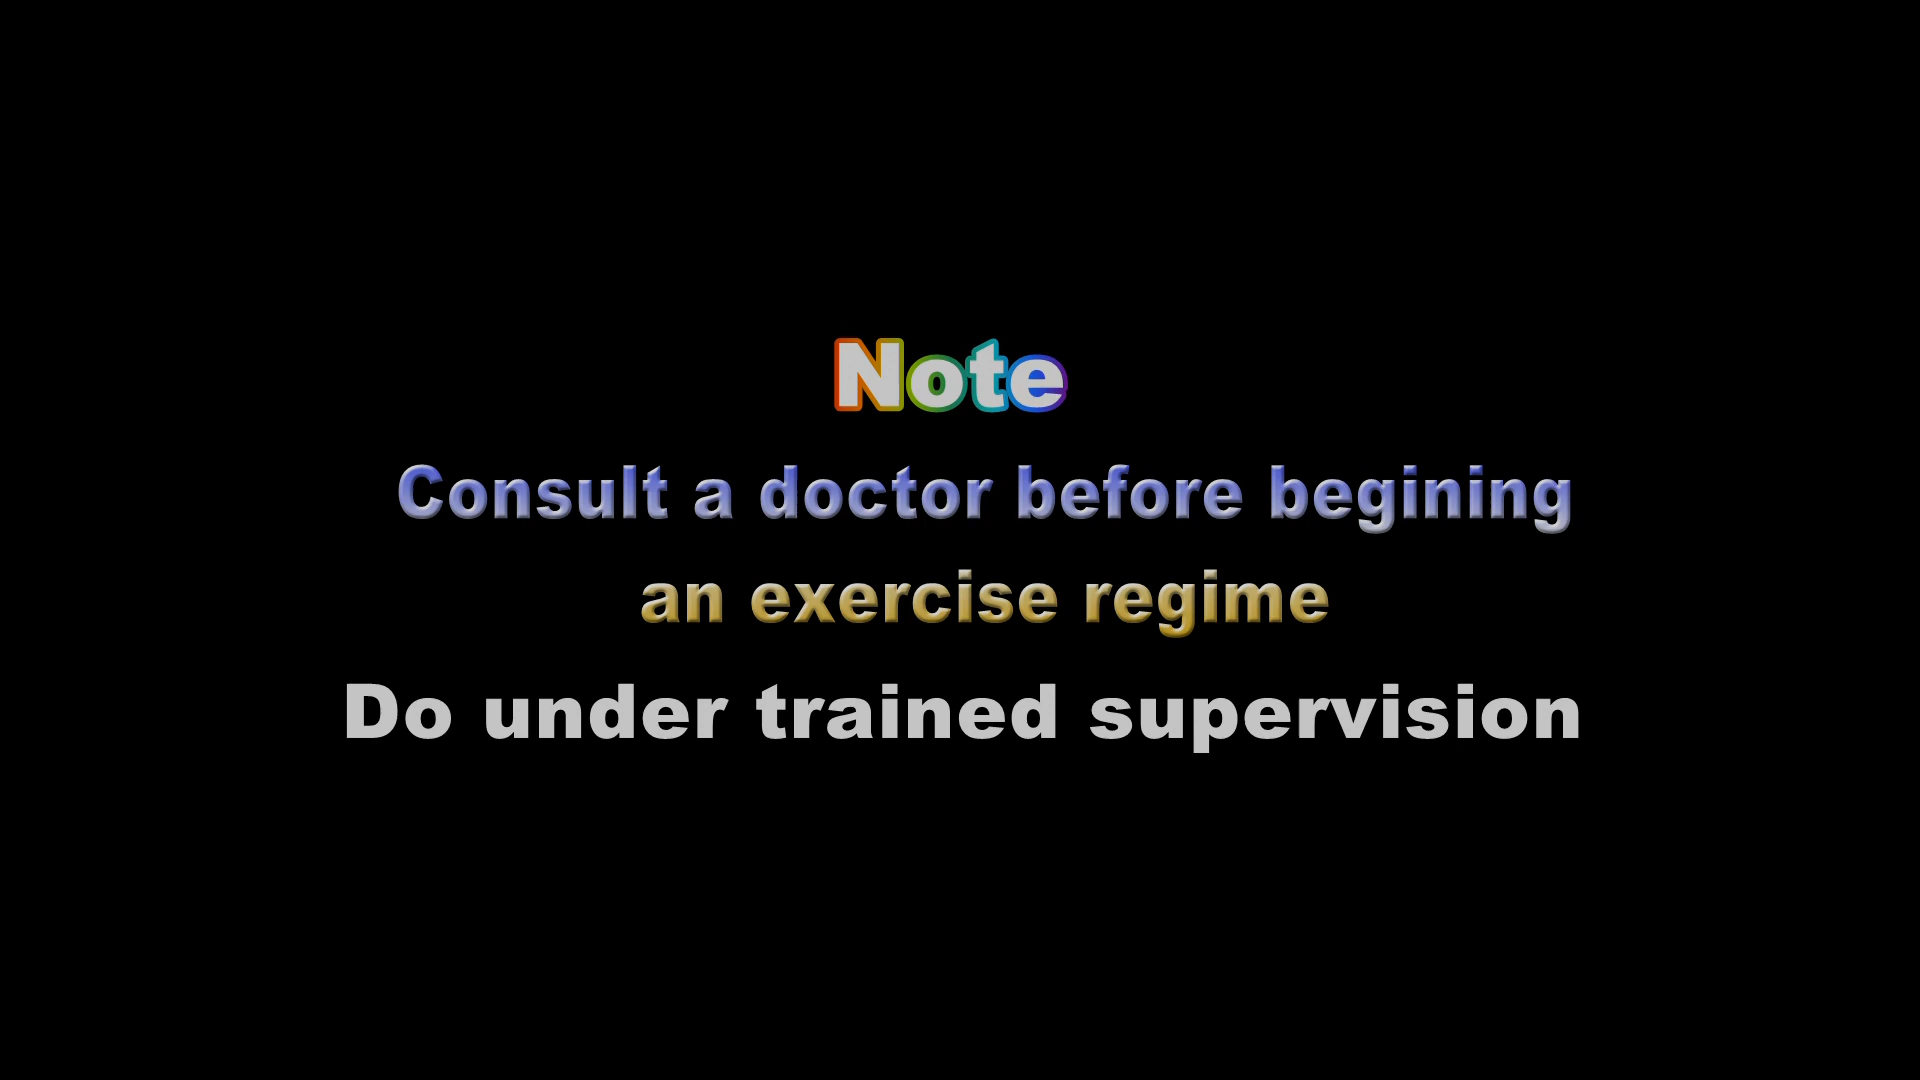 Note
Consult a doctor before begining
an exercise regime
Do under trained supervision